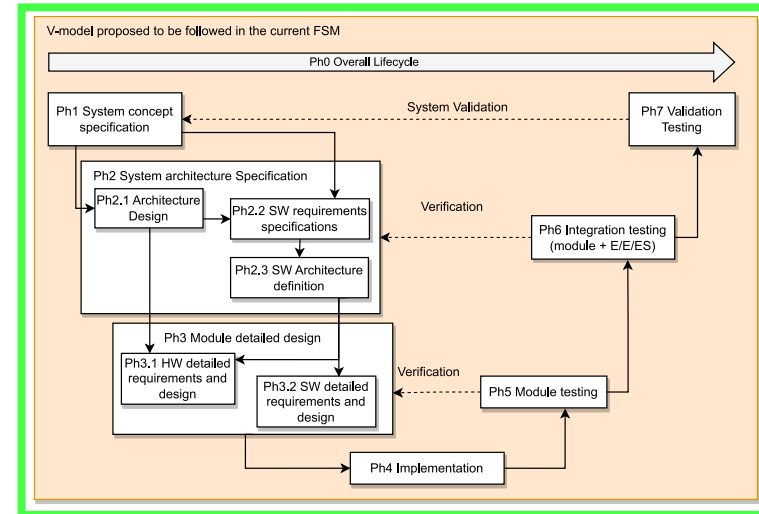 V-model proposed to be followed in the current FSM
Ph0 Overall Lifecycle
Ph1 System concept
specification
System Validation
Ph7 Validation
Testing
Ph2 System architecture Specification
Ph2.1 Architecture
Design
Ph2.2 SW requirements
specifications
Verification
Ph6 Integration testing
(module + E/E/ES)
Ph2.3 SW Architecture
definition
Ph3 Module detailed design
Ph3.1 HW detailed
requirements and
design
Ph3.2 SW detailed
requirements and
design
Verification
Ph5 Module testing
Ph4 Implementation